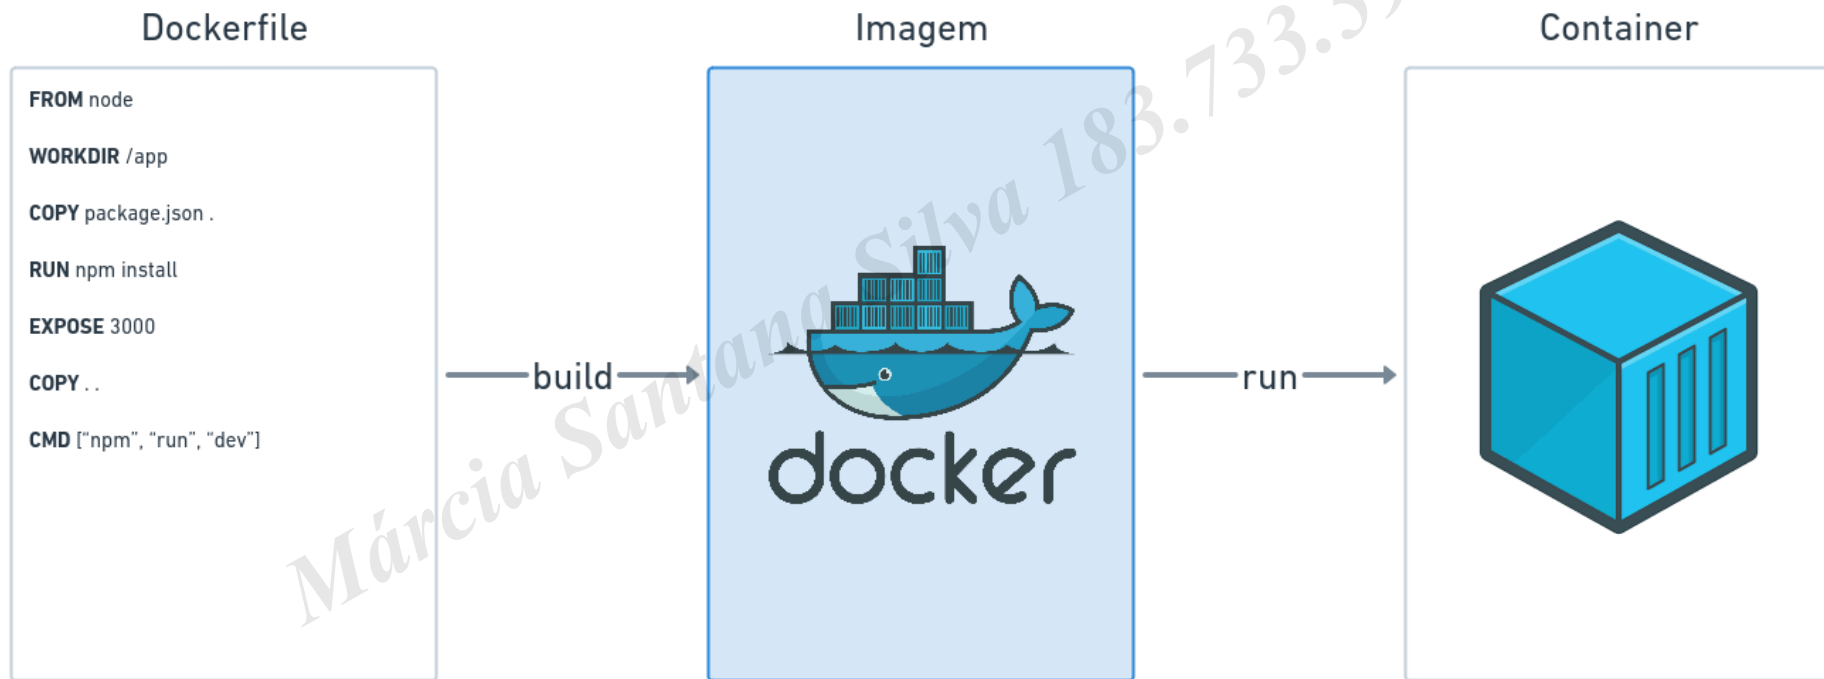 Dockerfile
Imagem
Container
FROM node
WORKDIR /app
COPY package.json .
RUN npm install
EXPOSE 3000
COPY . .
CMD [“npm”, “run”, “dev”]
build
docker
run
Márcia Santana Silva 183.733.5